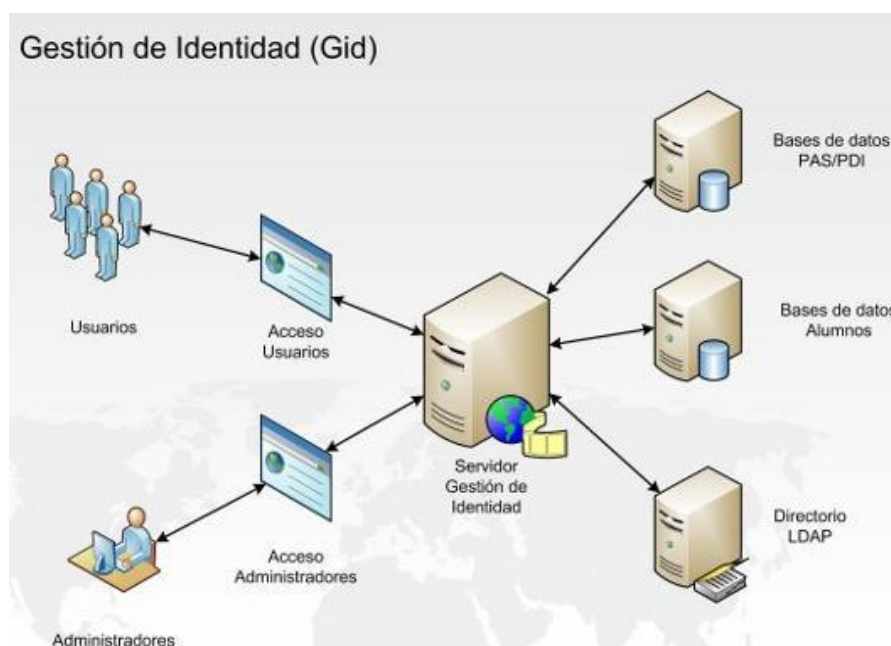 Gestión de Identidad (Gid)
Bases de datos
PAS/PDI
Usuarios
Acceso
Usuarios
Bases de datos
Alumnos
Servidor
Gestión de
Identidad
Acceso
Administradores
Directorio
LDAP
Administradores